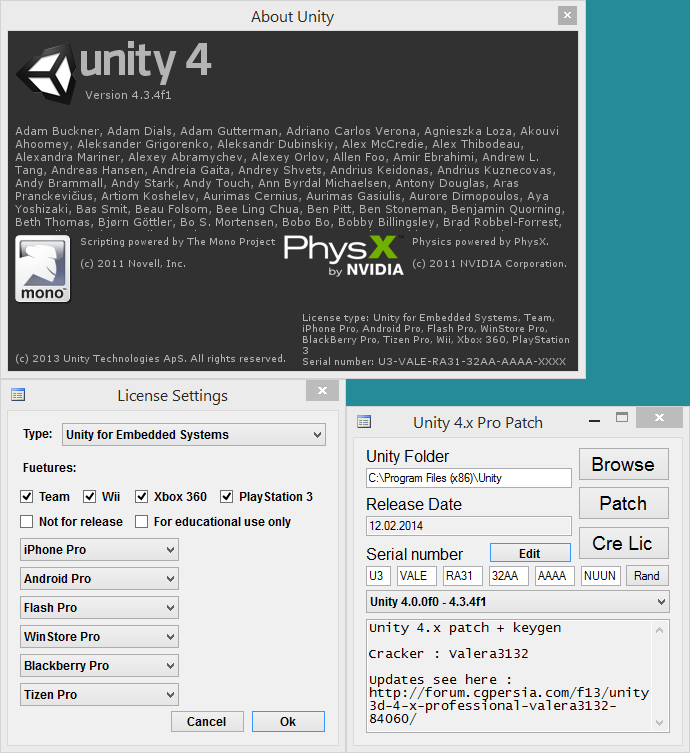 About Unity
unity 4
Version 4.3.4f1
Adam Buckner, Adam Dials, Adam Gutterman, Adriano Carlos Verona, Agnieszka Loza, Akouvi
Ahoomey, Aleksander Grigorenko, Aleksandr Dubinskiy, Alex McCredie, Alex Thibodeau,
Alexandra Mariner, Alexey Abramychev, Alexey Orlov, Allen Foo, Amir Ebrahimi, Andrew L.
Tang, Andreas Hansen, Andreia Gaita, Andrey Shvets, Andrius Keidonas, Andrius Kuznecovas,
Andy Brammall, Andy Stark, Andy Touch, Ann Byrdal Michaelsen, Antony Douglas, Aras
Pranckevičius, Artiom Koshelev, Aurimas Cernius, Aurimas Gasiulis, Aurore Dimopoulos, Aya
Yoshizaki, Bas Smit, Beau Folsom, Bee Ling Chua, Ben Pitt, Ben Stoneman, Benjamin Quorning,
Beth Thomas, Bjørn Göttler, Bo S. Mortensen, Bobo Bo, Bobby Billingsley, Brad Robbel-Forrest,
mono™
Scripting powered by The Mono Project
(c) 2011 Novell, Inc.
PhysX
by NVIDIA
Physics powered by PhysX.
(c) 2011 NVIDIA Corporation.
(c) 2013 Unity Technologies ApS. All rights reserved.
License type: Unity for Embedded Systems, Team,
iPhone Pro, Android Pro, Flash Pro, WinStore Pro,
BlackBerry Pro, Tizen Pro, Wii, Xbox 360, PlayStation
3
Serial number: U3-VALE-RA31-32AA-AAAA-XXXX
License Settings
Type: Unity for Embedded Systems
Fuetures:
Team Wii Xbox 360 PlayStation 3
Not for release For educational use only
iPhone Pro
Android Pro
Flash Pro
WinStore Pro
Blackberry Pro
Tizen Pro
Cancel Ok
Unity 4.x Pro Patch
Unity Folder
C:\Program Files (x86)\Unity
Browse
Release Date
12.02.2014
Patch
Serial number Edit
Cre Lic
U3 VALE RA31 32AA AAAA NUUN Rand
Unity 4.0.0f0 - 4.3.4f1
Unity 4.x patch + keygen
Cracker : Valera3132
Updates see here :
http://forum.cgpersia.com/f13/unity
3d-4-x-professional-valera3132-
84060/